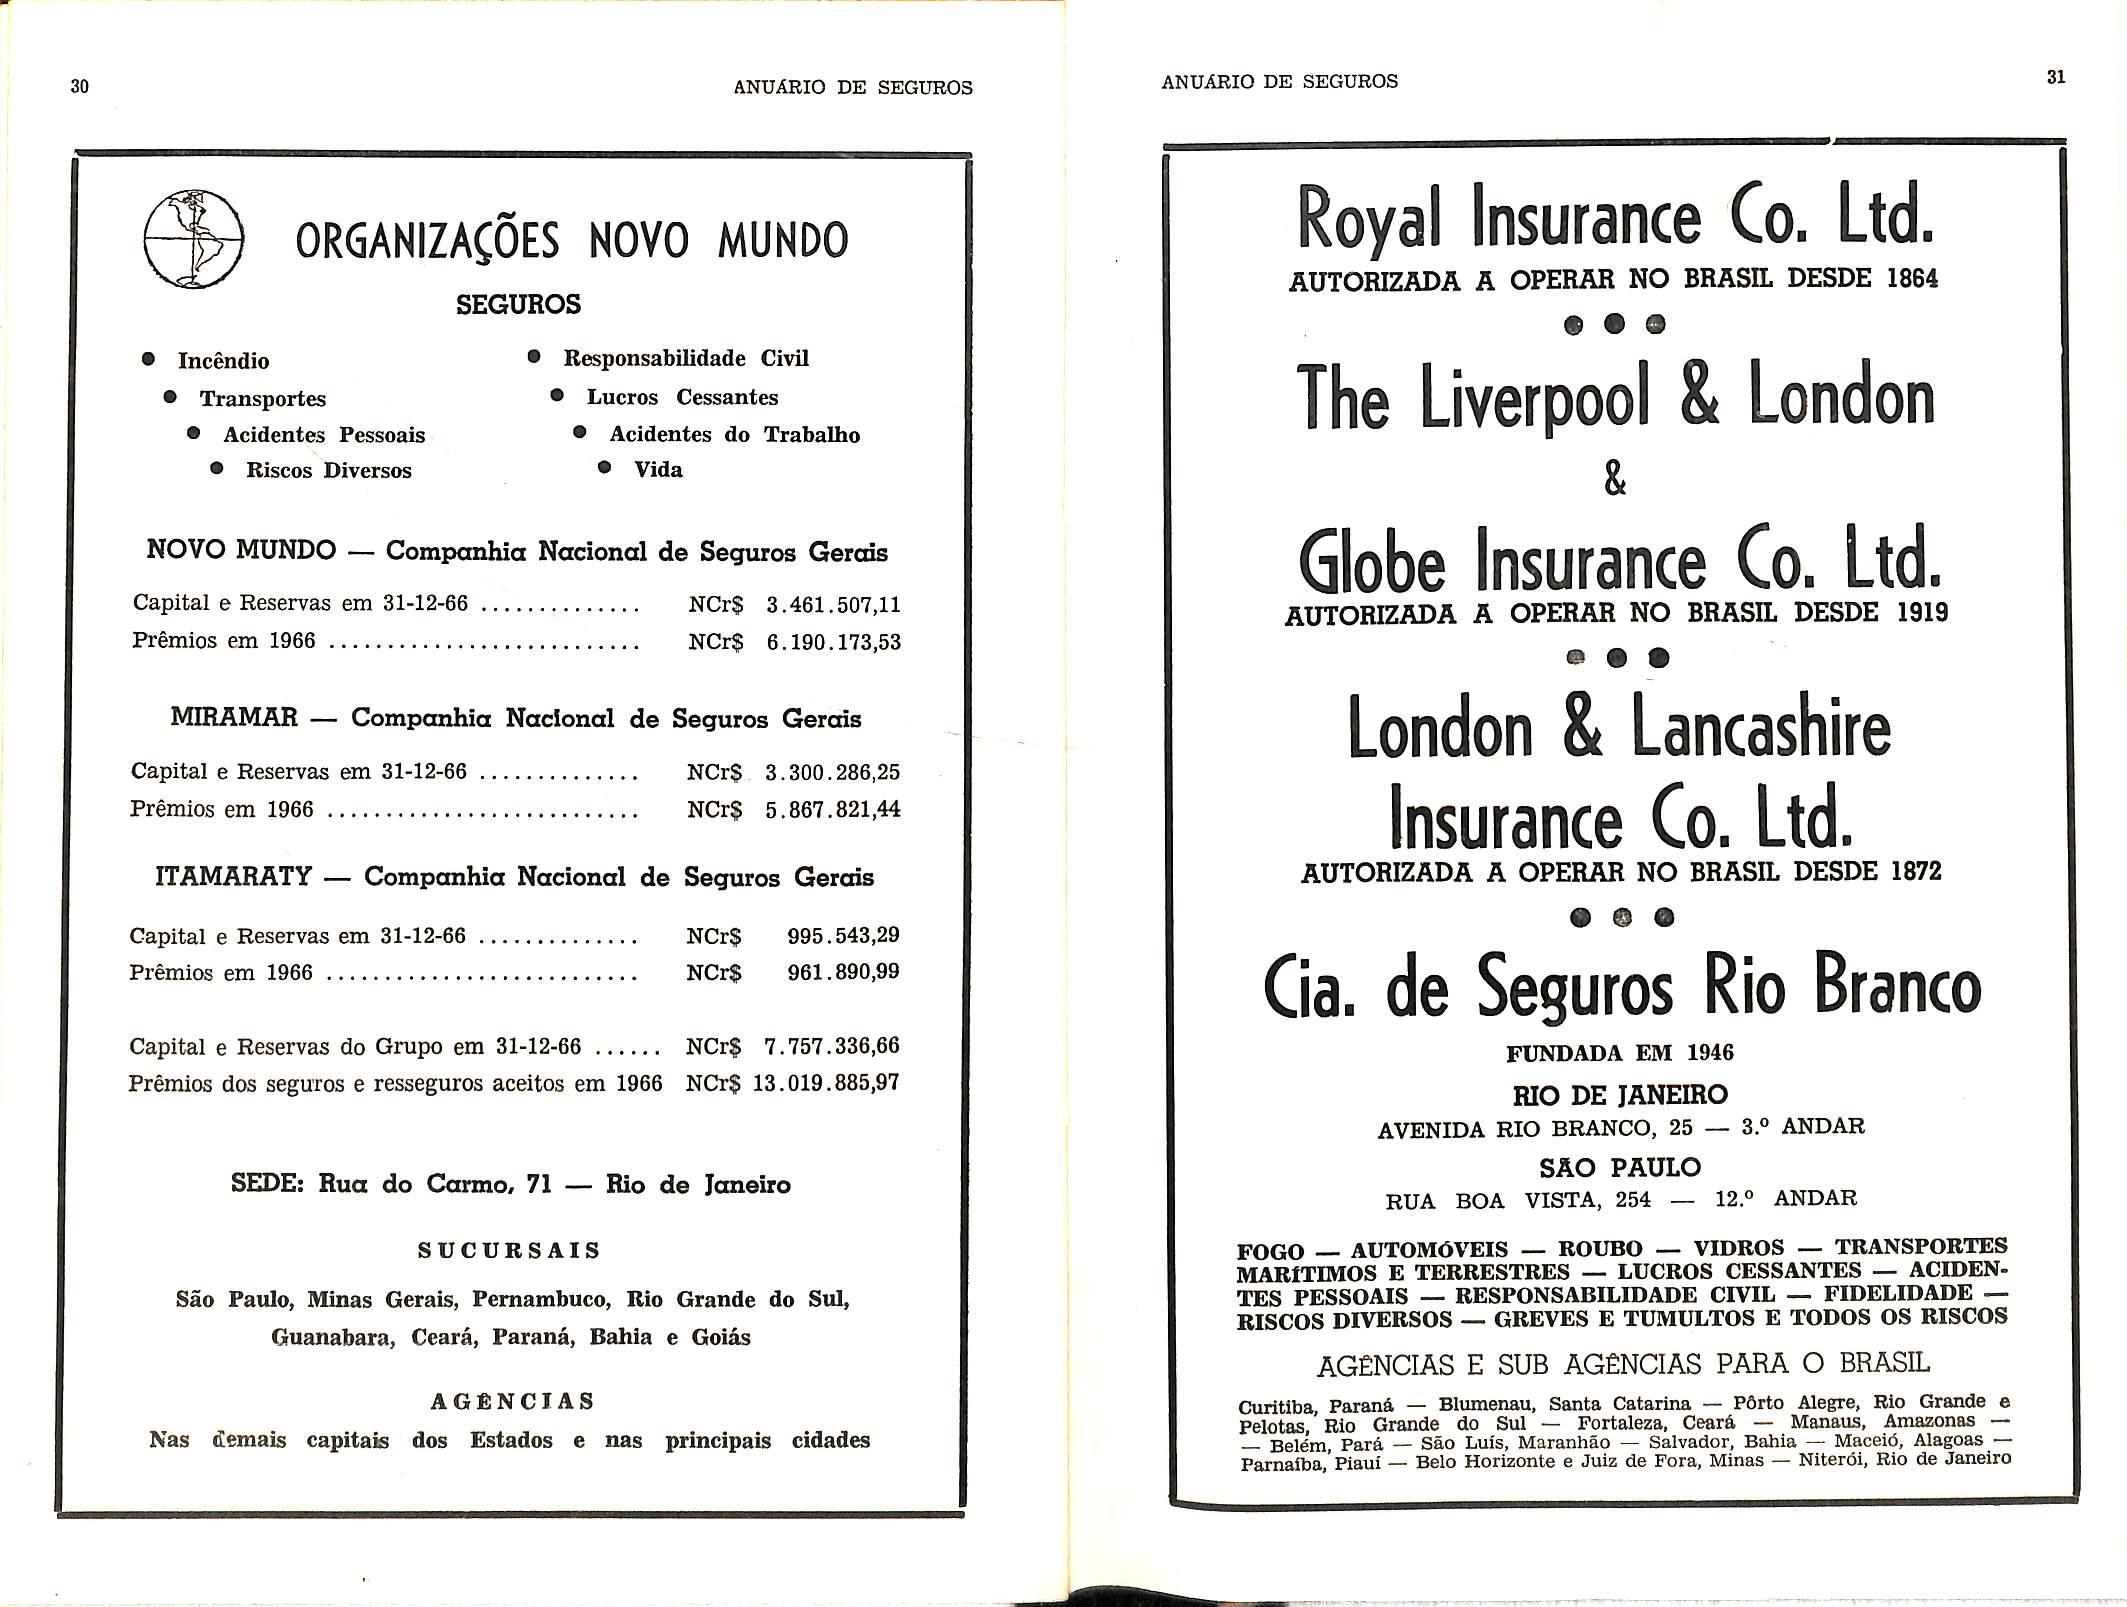 30
ANUÁRIO DE SEGUROS
ORGANIZAÇÕES NOVO MUNDO
SEGUROS
● Incêndio
● Transportes
● Acidentes Pessoais
● Riscos Diversos
● Responsabilidade Civil
● Lucros Cessantes
● Acidentes do Trabalho
● Vida
NOVO MUNDO — Companhia Nacional de Seguros Gerais
Capital e Reservas em 31-12-66 .............. NCr$ 3.461.507,11
Prêmios em 1966 ........................... NCr$ 6.190.173,53
MIRAMAR — Companhia Nacional de Seguros Gerais
Capital e Reservas em 31-12-66 .............. NCr$ 3.300.286,25
Prêmios em 1966 ........................... NCr$ 5.867.821,44
ITAMARATY — Companhia Nacional de Seguros Gerais
Capital e Reservas em 31-12-66 .............. NCr$ 995.543,29
Prêmios em 1966 ........................... NCr$ 961.890,99
Capital e Reservas do Grupo em 31-12-66 ...... NCr$ 7.757.336,66
Prêmios dos seguros e resseguros aceitos em 1966 NCr$ 13.019.885,97
SEDE: Rua do Carmo, 71 — Rio de Janeiro
SUCURSAIS
São Paulo, Minas Gerais, Pernambuco, Rio Grande do Sul,
Guanabara, Ceará, Paraná, Bahia e Goiás
AGÊNCIAS
Nas demais capitais dos Estados e nas principais cidades
ANUÁRIO DE SEGUROS
31
Royal Insurance Co. Ltd.
AUTORIZADA A OPERAR NO BRASIL DESDE 1864
● ● ●
The Liverpool & London
&
Globe Insurance Co. Ltd.
AUTORIZADA A OPERAR NO BRASIL DESDE 1919
● ● ●
London & Lancashire
Insurance Co. Ltd.
AUTORIZADA A OPERAR NO BRASIL DESDE 1872
● ● ●
Cia. de Seguros Rio Branco
FUNDADA EM 1946
RIO DE JANEIRO
AVENIDA RIO BRANCO, 25 — 3.º ANDAR
SÃO PAULO
RUA BOA VISTA, 254 — 12.º ANDAR
FOGO — AUTOMÓVEIS — ROUBO — VIDROS — TRANSPORTES
MARÍTIMOS E TERRESTRES — LUCROS CESSANTES — ACIDEN-
TES PESSOAIS — RESPONSABILIDADE CIVIL — FIDELIDADE —
RISCOS DIVERSOS — GREVES E TUMULTOS E TODOS OS RISCOS
AGÊNCIAS E SUB AGÊNCIAS PARA O BRASIL
Curitiba, Paraná — Blumenau, Santa Catarina — Pôrto Alegre, Rio Grande e
Pelotas, Rio Grande do Sul — Fortaleza, Ceará — Manaus, Amazonas —
— Belém, Pará — São Luís, Maranhão — Salvador, Bahia — Maceió, Alagoas —
Parnaíba, Piauí — Belo Horizonte e Juiz de Fora, Minas — Niterói, Rio de Janeiro